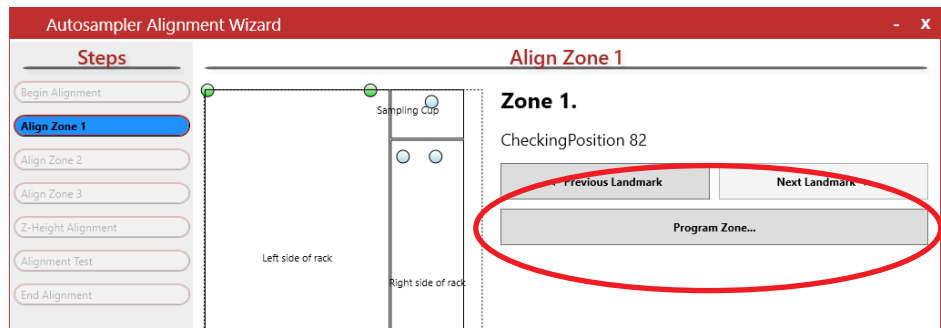 Autosampler Alignment Wizard
- X
Steps
Begin Alignment
Align Zone 1
Align Zone 2
Align Zone 3
Z-Height Alignment
Alignment Test
End Alignment
Align Zone 1
Sampling Cup
Left side of rack
Right side of rack
Zone 1.
CheckingPosition 82
Previous Landmark
Next Landmark
Program Zone...